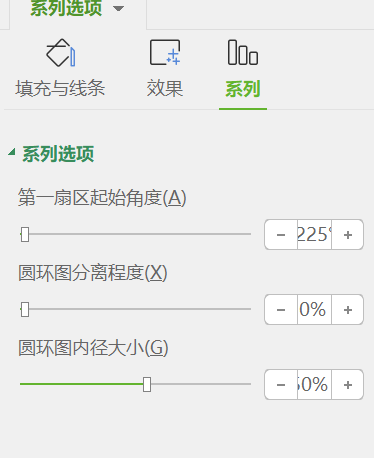 系列选项
填充与线条
效果
系列
系列选项
第一扇区起始角度(A)
− 225° +
圆环图分离程度(X)
− 0% +
圆环图内径大小(G)
− +